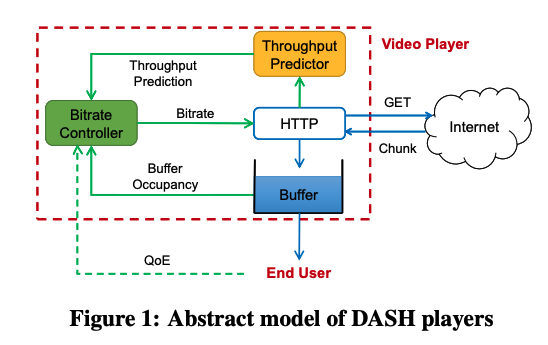 Throughput
Predictor
Video Player
Throughput
Prediction
Bitrate
Controller
Bitrate
HTTP
GET
Internet
Chunk
Buffer
Occupancy
Buffer
QoE
End User
Figure 1: Abstract model of DASH players